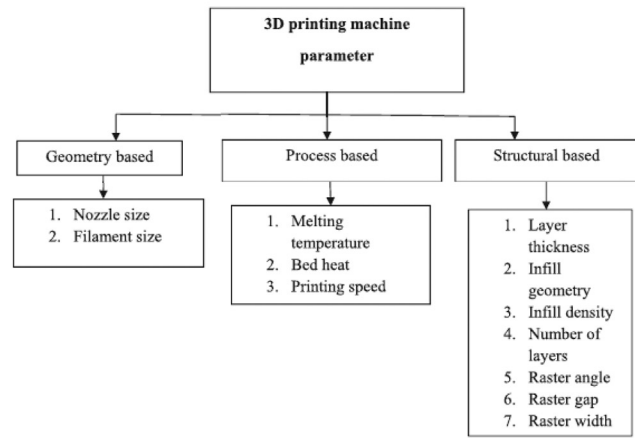 3D printing machine
parameter
Geometry based
Process based
Structural based
1. Nozzle size
2. Filament size
1. Melting
temperature
2. Bed heat
3. Printing speed
1. Layer
thickness
2. Infill
geometry
3. Infill density
4. Number of
layers
5. Raster angle
6. Raster gap
7. Raster width